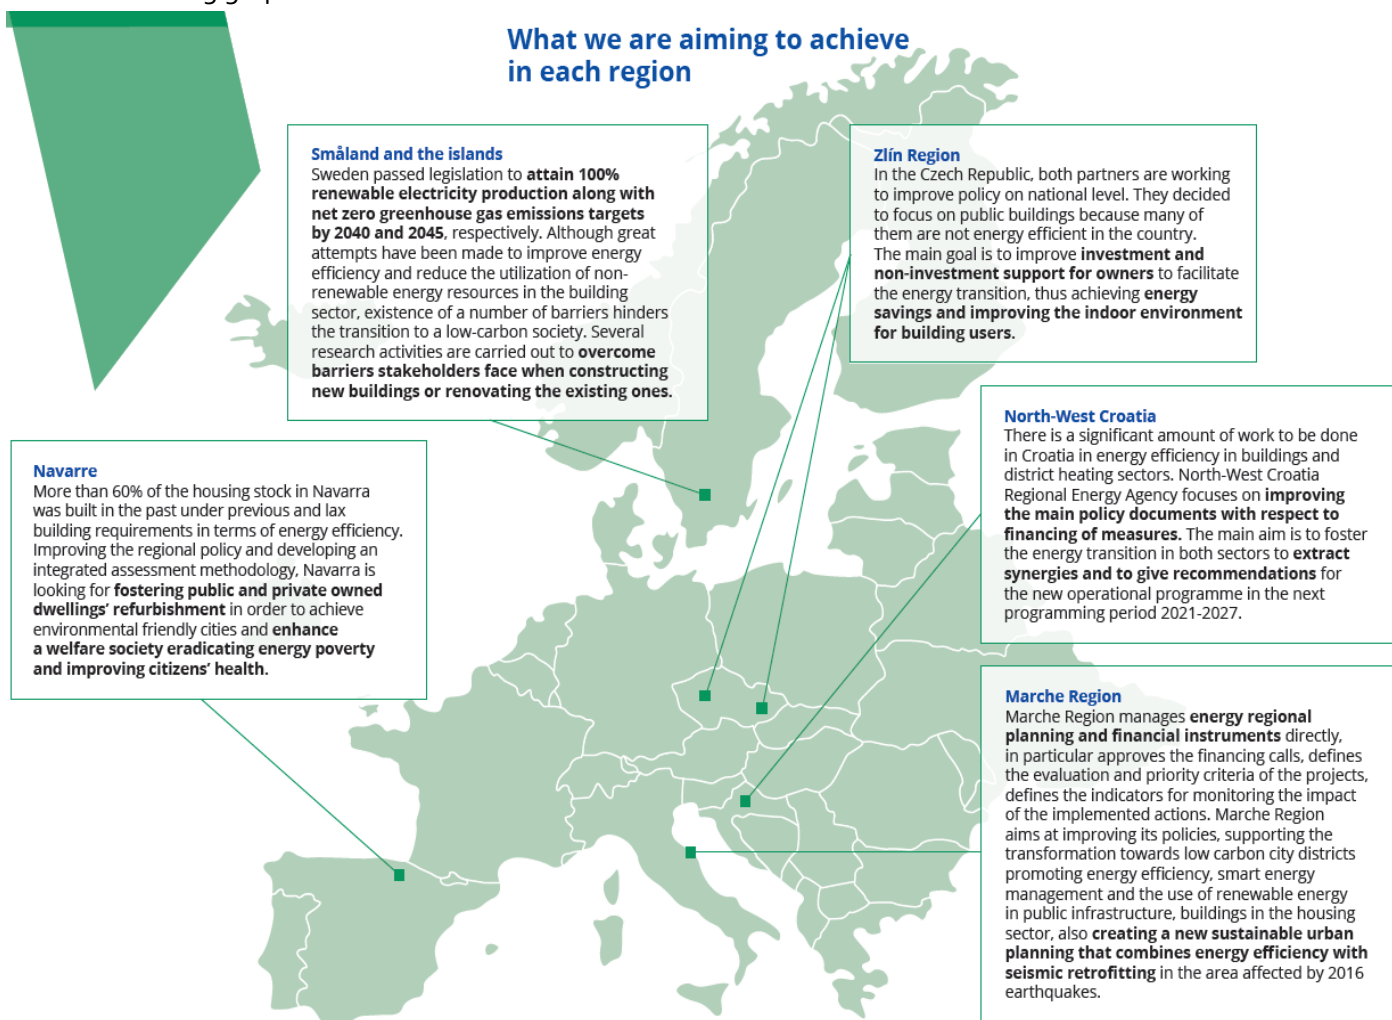 What we are aiming to achieve
in each region
Småland and the islands
Sweden passed legislation to attain 100%
renewable electricity production along with
net zero greenhouse gas emissions targets
by 2040 and 2045, respectively. Although great
attempts have been made to improve energy
efficiency and reduce the utilization of non-
renewable energy resources in the building
sector, existence of a number of barriers hinders
the transition to a low-carbon society. Several
research activities are carried out to overcome
barriers stakeholders face when constructing
new buildings or renovating the existing ones.
Zlín Region
In the Czech Republic, both partners are working
to improve policy on national level. They decided
to focus on public buildings because many of
them are not energy efficient in the country.
The main goal is to improve investment and
non-investment support for owners to facilitate
the energy transition, thus achieving energy
savings and improving the indoor environment
for building users.
Navarre
More than 60% of the housing stock in Navarra
was built in the past under previous and lax
building requirements in terms of energy efficiency.
Improving the regional policy and developing an
integrated assessment methodology, Navarra is
looking for fostering public and private owned
dwellings’ refurbishment in order to achieve
environmental friendly cities and enhance
a welfare society eradicating energy poverty
and improving citizens’ health.
North-West Croatia
There is a significant amount of work to be done
in Croatia in energy efficiency in buildings and
district heating sectors. North-West Croatia
Regional Energy Agency focuses on improving
the main policy documents with respect to
financing of measures. The main aim is to foster
the energy transition in both sectors to extract
synergies and to give recommendations for
the new operational programme in the next
programming period 2021-2027.
Marche Region
Marche Region manages energy regional
planning and financial instruments directly,
in particular approves the financing calls, defines
the evaluation and priority criteria of the projects,
defines the indicators for monitoring the impact
of the implemented actions. Marche Region
aims at improving its policies, supporting the
transformation towards low carbon city districts
promoting energy efficiency, smart energy
management and the use of renewable energy
in public infrastructure, buildings in the housing
sector, also creating a new sustainable urban
planning that combines energy efficiency with
seismic retrofitting in the area affected by 2016
earthquakes.